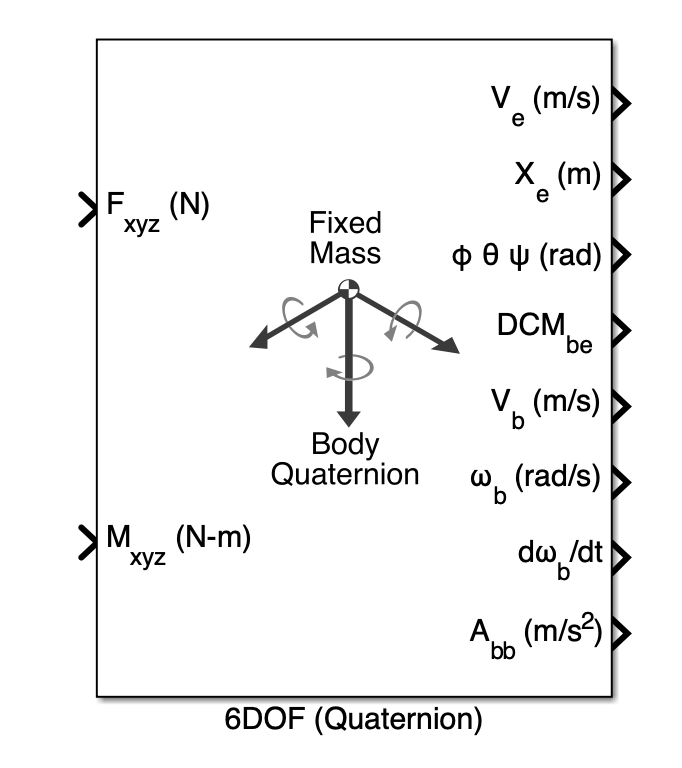 V_e (m/s)
X_e (m)
F_xyz (N)
Fixed
Mass
ϕ θ ψ (rad)
DCM_be
V_b (m/s)
Body
Quaternion
ω_b (rad/s)
M_xyz (N-m)
dω_b/dt
A_bb (m/s²)
6DOF (Quaternion)